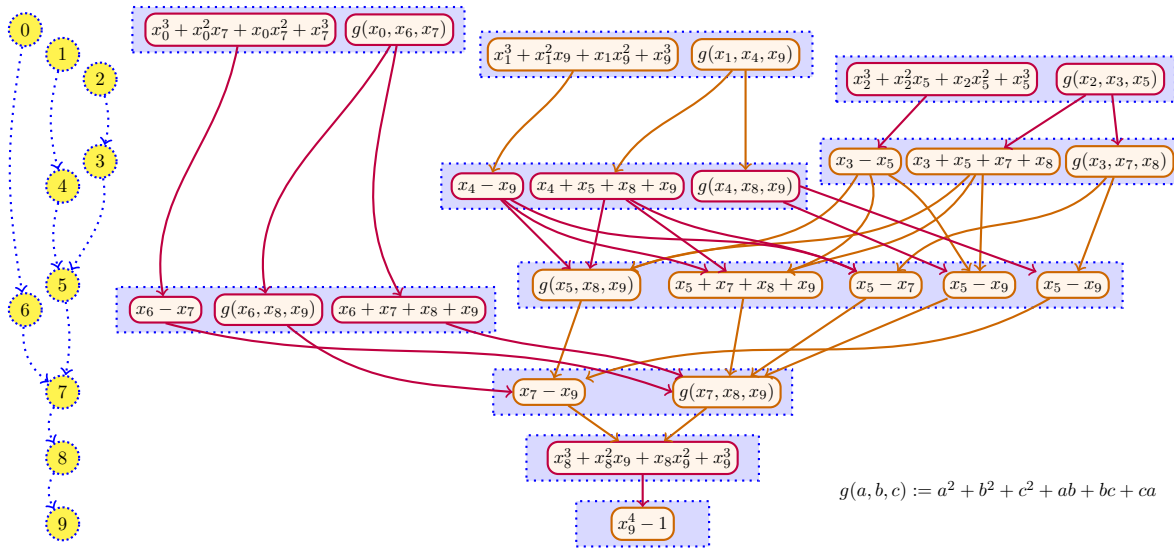 0
1
2
3
4
5
6
7
8
9
x_0^3 + x_0^2x_7 + x_0x_7^2 + x_7^3
g(x_0, x_6, x_7)
x_1^3 + x_1^2x_9 + x_1x_9^2 + x_9^3
g(x_1, x_4, x_9)
x_2^3 + x_2^2x_5 + x_2x_5^2 + x_5^3
g(x_2, x_3, x_5)
x_3 − x_5
x_3 + x_5 + x_7 + x_8
g(x_3, x_7, x_8)
x_4 − x_9
x_4 + x_5 + x_8 + x_9
g(x_4, x_8, x_9)
g(x_5, x_8, x_9)
x_5 + x_7 + x_8 + x_9
x_5 − x_7
x_5 − x_9
x_5 − x_9
x_6 − x_7
g(x_6, x_8, x_9)
x_6 + x_7 + x_8 + x_9
x_7 − x_9
g(x_7, x_8, x_9)
x_8^3 + x_8^2x_9 + x_8x_9^2 + x_9^3
g(a, b, c) := a^2 + b^2 + c^2 + ab + bc + ca
x_9^4 − 1